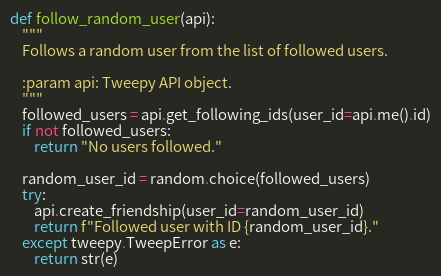 def follow_random_user(api):
    """
    Follows a random user from the list of followed users.

    :param api: Tweepy API object.
    """
    followed_users = api.get_following_ids(user_id=api.me().id)
    if not followed_users:
        return "No users followed."

    random_user_id = random.choice(followed_users)
    try:
        api.create_friendship(user_id=random_user_id)
        return f"Followed user with ID {random_user_id}."
    except tweepy.TweepError as e:
        return str(e)